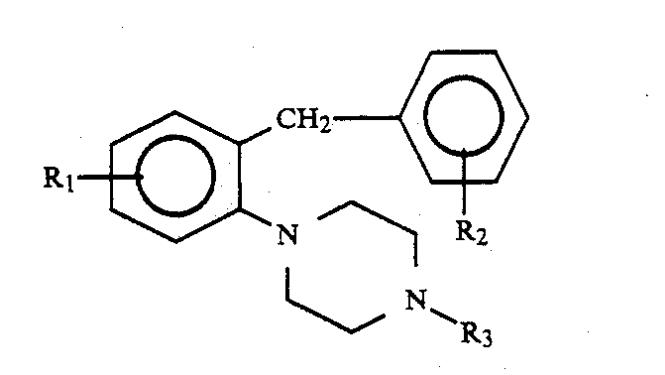 CH₂
R₁
R₂
N
N
R₃